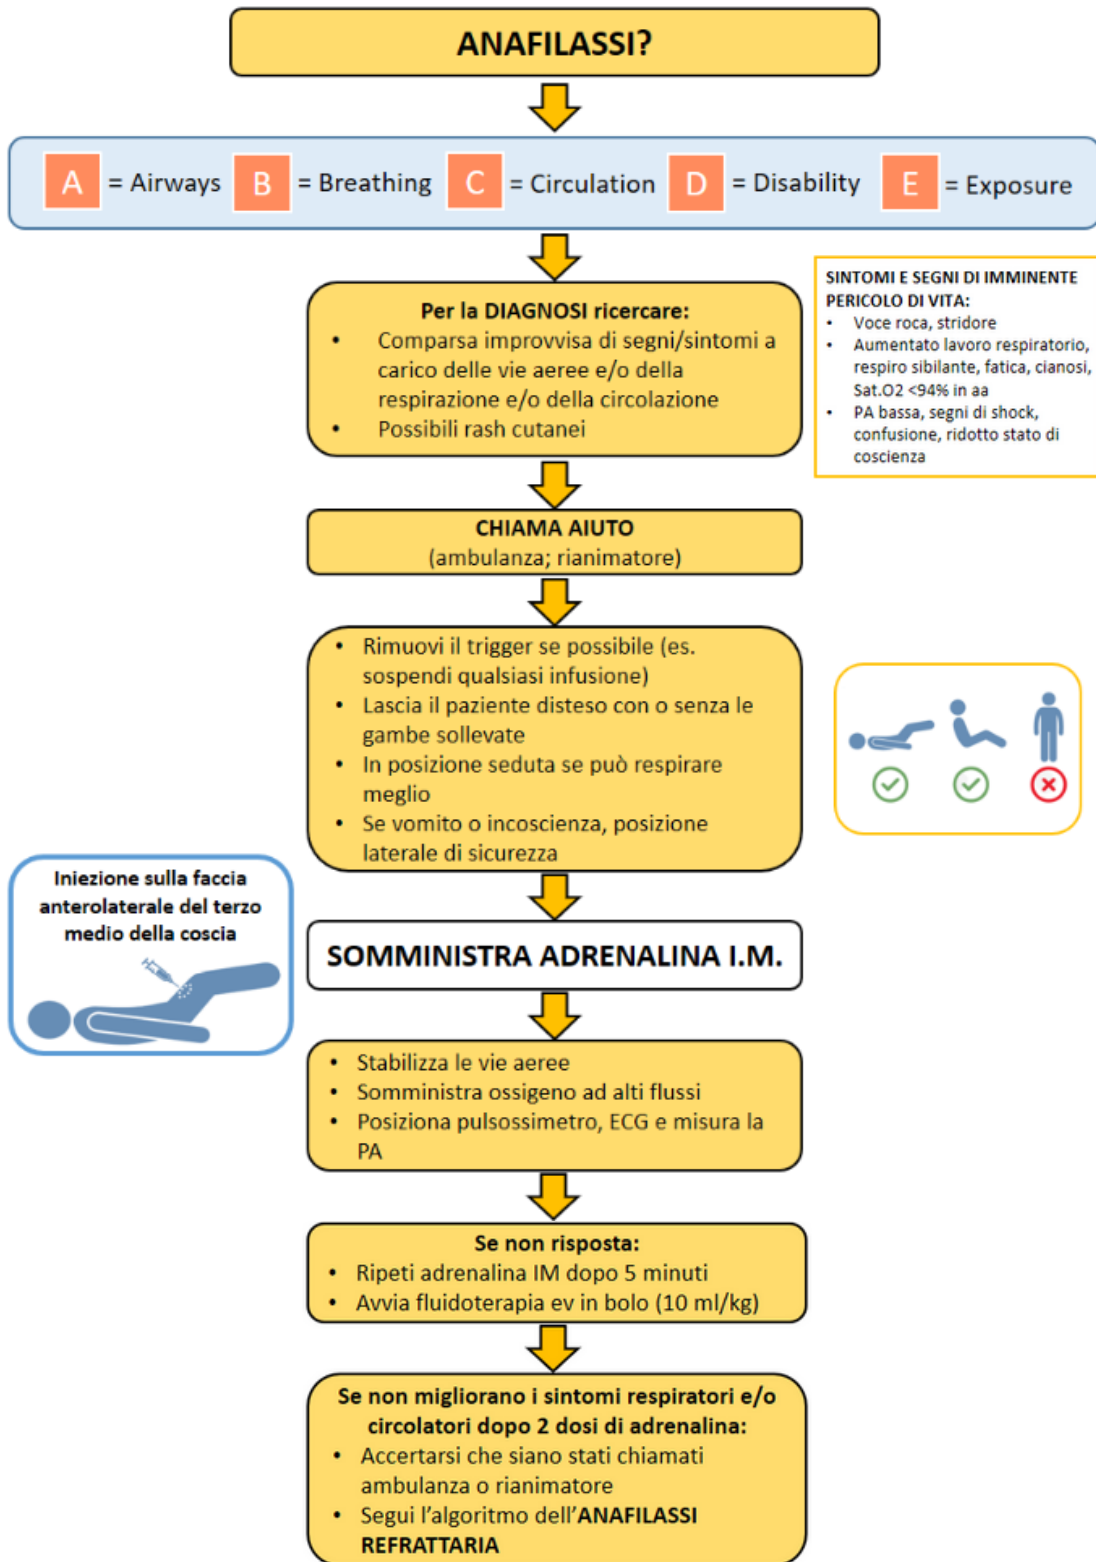 ANAFILASSI?
A = Airways B = Breathing C = Circulation D = Disability E = Exposure
Per la DIAGNOSI ricercare:
• Comparsa improvvisa di segni/sintomi a
carico delle vie aeree e/o della
respirazione e/o della circolazione
• Possibili rash cutanei
SINTOMI E SEGNI DI IMMINENTE
PERICOLO DI VITA:
• Voce roca, stridore
• Aumentato lavoro respiratorio,
respiro sibilante, fatica, cianosi,
Sat.O2 <94% in aa
• PA bassa, segni di shock,
confusione, ridotto stato di
coscienza
CHIAMA AIUTO
(ambulanza; rianimatore)
• Rimuovi il trigger se possibile (es.
sospendi qualsiasi infusione)
• Lascia il paziente disteso con o senza le
gambe sollevate
• In posizione seduta se può respirare
meglio
• Se vomito o incoscienza, posizione
laterale di sicurezza
Iniezione sulla faccia
anterolaterale del terzo
medio della coscia
SOMMINISTRA ADRENALINA I.M.
• Stabilizza le vie aeree
• Somministra ossigeno ad alti flussi
• Posiziona pulsossimetro, ECG e misura la
PA
Se non risposta:
• Ripeti adrenalina IM dopo 5 minuti
• Avvia fluidoterapia ev in bolo (10 ml/kg)
Se non migliorano i sintomi respiratori e/o
circolatori dopo 2 dosi di adrenalina:
• Accertarsi che siano stati chiamati
ambulanza o rianimatore
• Segui l'algoritmo dell'ANAFILASSI
REFRATTARIA